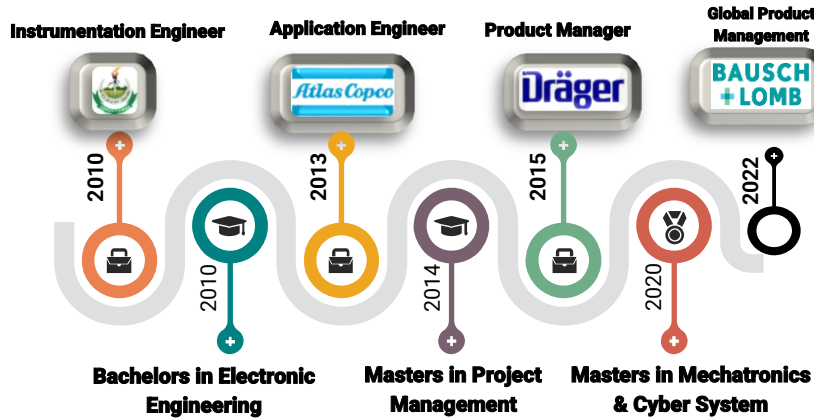 Instrumentation Engineer
Application Engineer
Product Manager
Global Product
Management
Atlas Copco
Dräger
BAUSCH
+ LOMB
2010
2013
2015
2022
2010
2014
2020
Bachelors in Electronic
Engineering
Masters in Project
Management
Masters in Mechatronics
& Cyber System